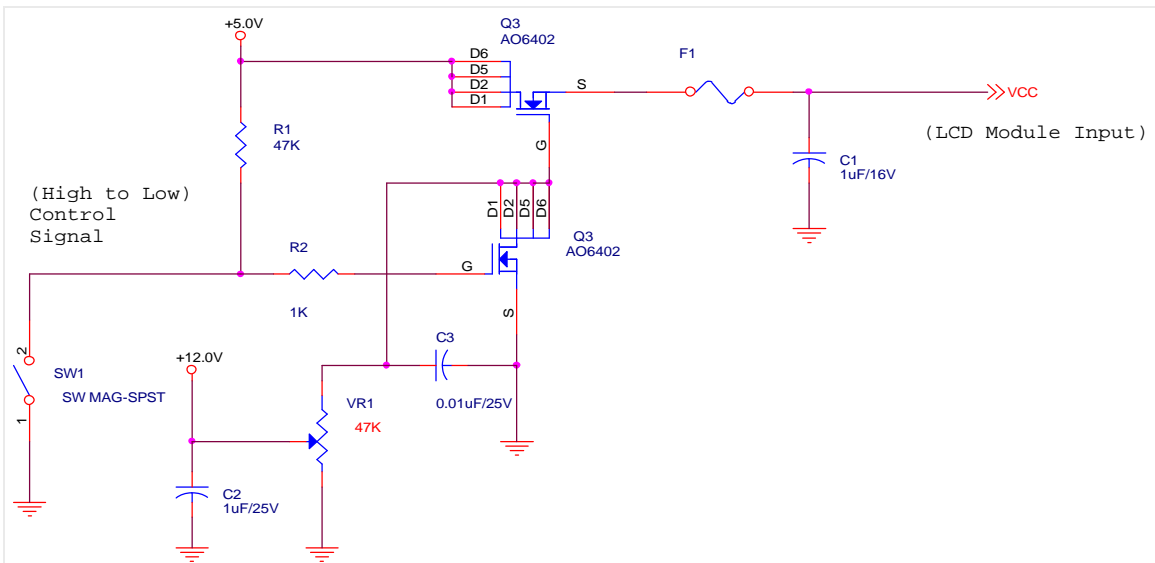 +5.0V
Q3
AO6402
D6
D5
D2
D1
S
G
F1
VCC
(LCD Module Input)
R1
47K
C1
1uF/16V
(High to Low)
Control
Signal
D1
D2
D5
D6
Q3
AO6402
R2
1K
G
S
2
SW1
SW MAG-SPST
1
+12.0V
C3
0.01uF/25V
VR1
47K
C2
1uF/25V